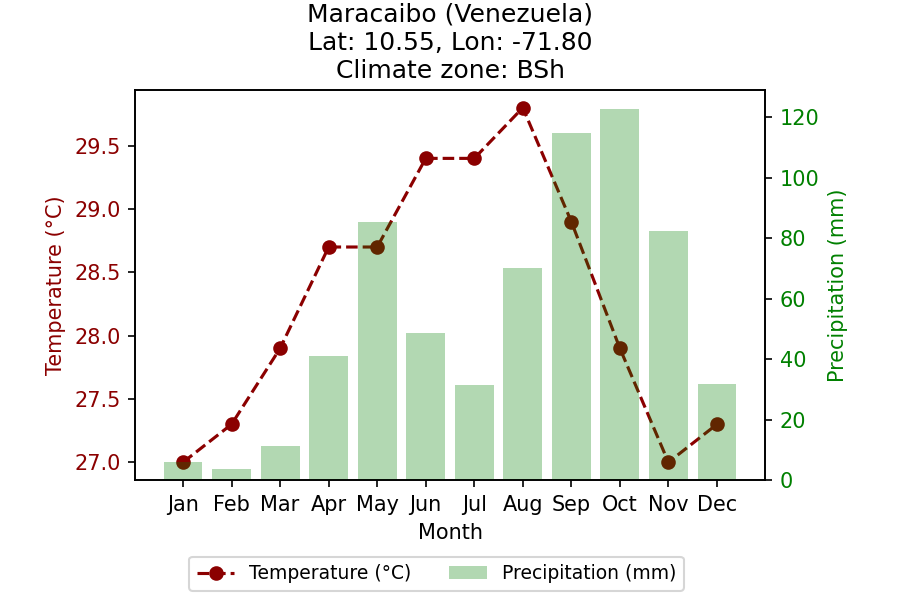 Maracaibo (Venezuela)
Lat: 10.55, Lon: -71.80
Climate zone: BSh
29.5
29.0
28.5
28.0
27.5
27.0
Temperature (°C)
120
100
80
60
40
20
0
Precipitation (mm)
Jan Feb Mar Apr May Jun Jul Aug Sep Oct Nov Dec
Month
Temperature (°C) Precipitation (mm)